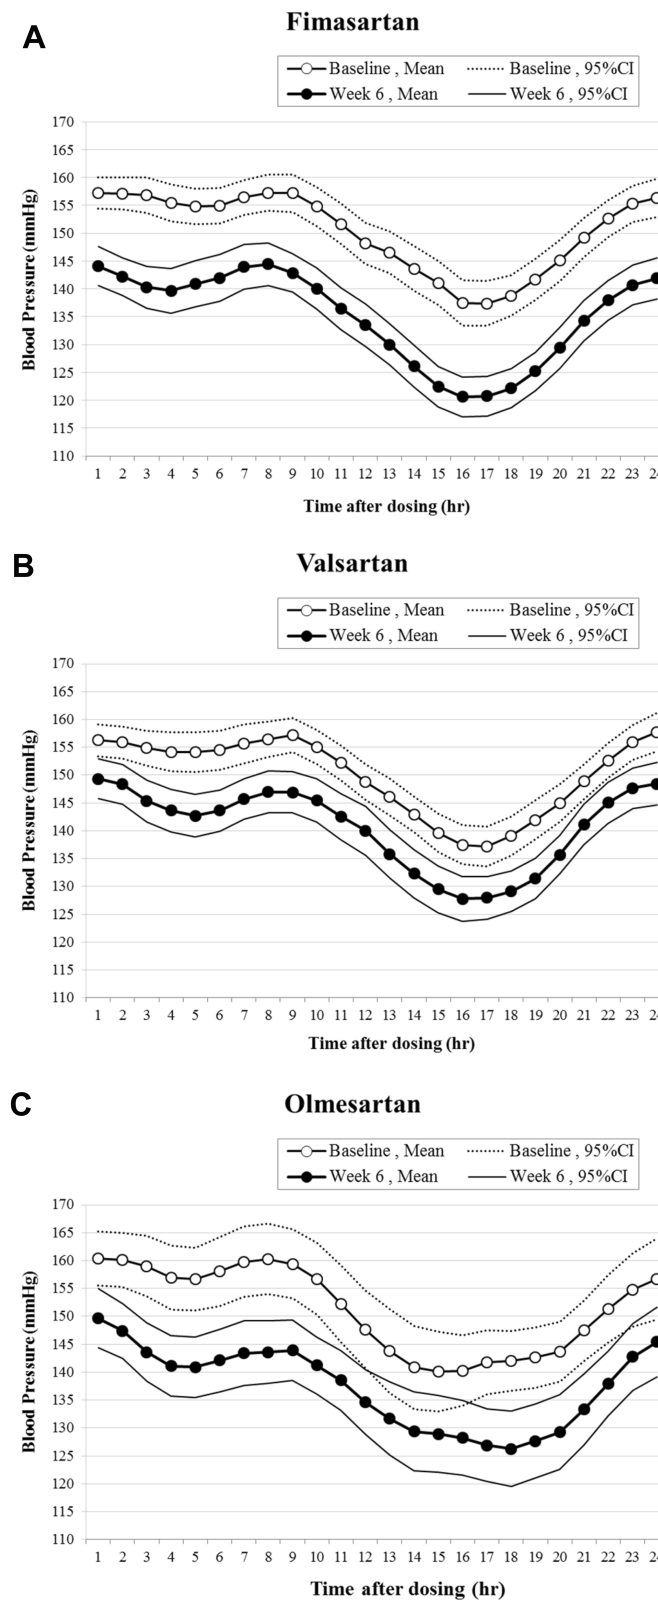 A
Fimasartan
Baseline , Mean Baseline , 95%CI
Week 6 , Mean Week 6 , 95%CI
Blood Pressure (mmHg)
170
165
160
155
150
145
140
135
130
125
120
115
110
1 2 3 4 5 6 7 8 9 10 11 12 13 14 15 16 17 18 19 20 21 22 23 24
Time after dosing (hr)
B
Valsartan
Baseline , Mean Baseline , 95%CI
Week 6 , Mean Week 6 , 95%CI
Blood Pressure (mmHg)
170
165
160
155
150
145
140
135
130
125
120
115
110
1 2 3 4 5 6 7 8 9 10 11 12 13 14 15 16 17 18 19 20 21 22 23 24
Time after dosing (hr)
C
Olmesartan
Baseline , Mean Baseline , 95%CI
Week 6 , Mean Week 6 , 95%CI
Blood Pressure (mmHg)
170
165
160
155
150
145
140
135
130
125
120
115
110
1 2 3 4 5 6 7 8 9 10 11 12 13 14 15 16 17 18 19 20 21 22 23 24
Time after dosing (hr)